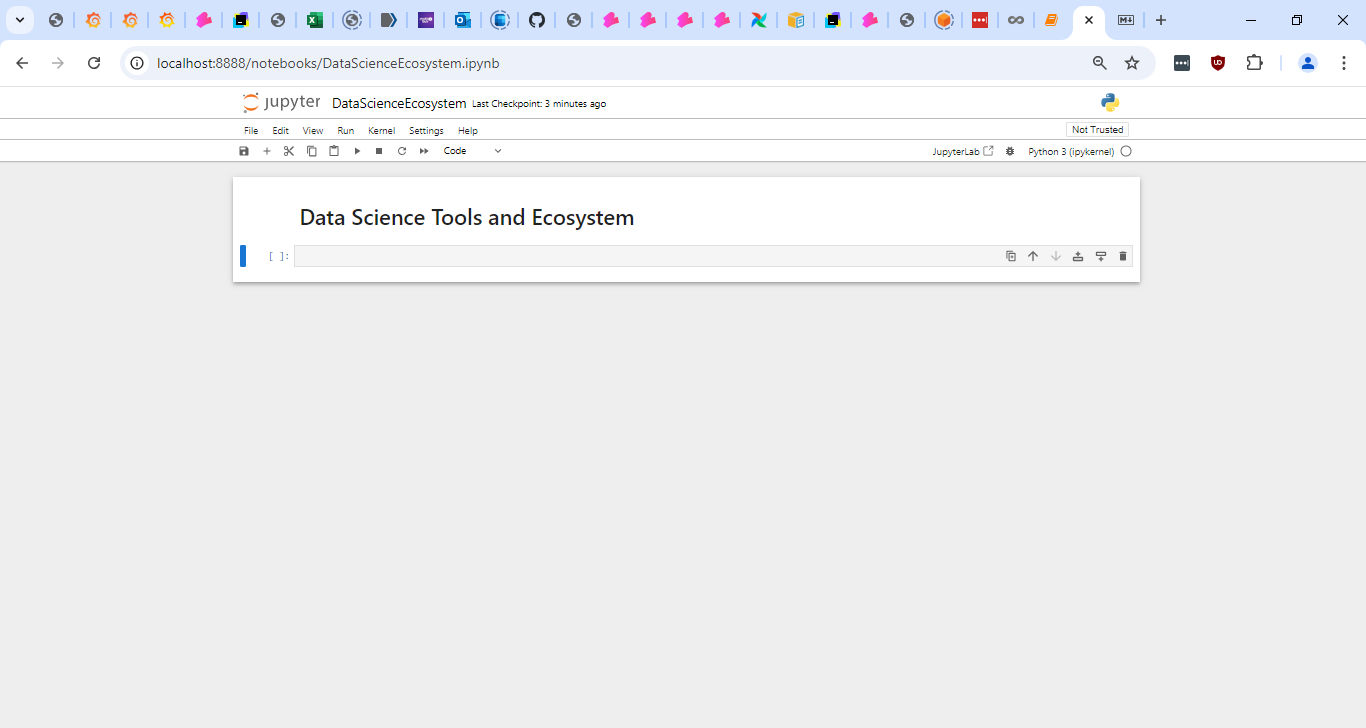 localhost:8888/notebooks/DataScienceEcosystem.ipynb
jupyter DataScienceEcosystem Last Checkpoint: 3 minutes ago
File Edit View Run Kernel Settings Help
Not Trusted
Code
JupyterLab
Python 3 (ipykernel)
Data Science Tools and Ecosystem
[ ]: